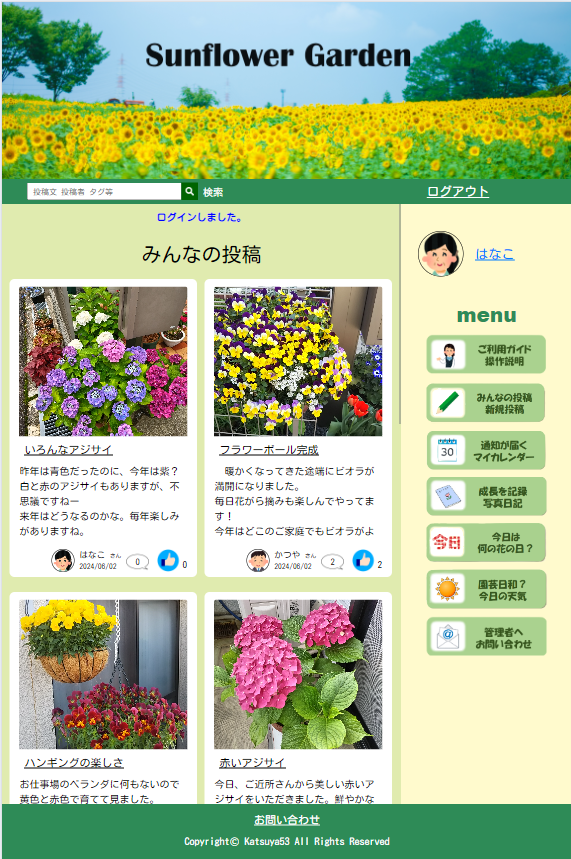 Sunflower Garden
投稿文 投稿者 タグ等
検索
ログアウト
ログインしました。
みんなの投稿
いろんなアジサイ
昨年は青色だったのに、今年は紫？
白と赤のアジサイもありますが、不
思議ですねー
来年はどうなるのかな。毎年楽しみ
がありますね。
はなこ さん
2024/06/02
0
0
フラワーボール完成
暖かくなってきた途端にビオラが
満開になりました。
毎日花がら摘みも楽しんでやってま
す！
今年はどこのご家庭でもビオラがよ
かつや さん
2024/06/02
2
2
ハンギングの楽しさ
お仕事場のベランダに何もないので
黄色と赤色で育てて見ました。
赤いアジサイ
今日、ご近所さんから美しい赤いア
ジサイをいただきました。鮮やかな
はなこ
menu
ご利用ガイド
操作説明
みんなの投稿
新規投稿
30
通知が届く
マイカレンダー
成長を記録
写真日記
今日
今日は
何の花の日？
園芸日和？
今日の天気
管理者へ
お問い合わせ
お問い合わせ
Copyright© Katsuya53 All Rights Reserved